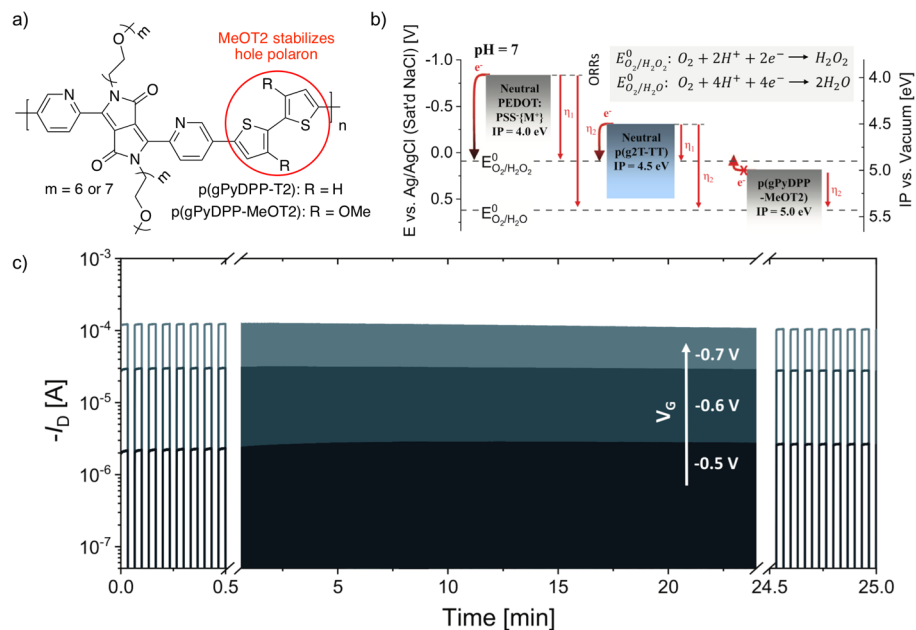 a)
MeOT2 stabilizes
hole polaron
O
m
N
N
O
R
S
S
n
O
N
N
R
O
m
m = 6 or 7
p(gPyDPP-T2): R = H
p(gPyDPP-MeOT2): R = OMe
b)
pH = 7
E vs. Ag/AgCl (Sat'd NaCl) [V]
-1.0
-0.5
0.0
0.5
e-
Neutral
PEDOT:
PSS-{M+}
IP = 4.0 eV
η1
η2
ORRs
E0O2/H2O2: O2 + 2H+ + 2e- ⟶ H2O2
E0O2/H2O: O2 + 4H+ + 4e- ⟶ 2H2O
e-
η2
Neutral
p(g2T-TT)
IP = 4.5 eV
η1
η2
E0O2/H2O2
E0O2/H2O
e-
p(gPyDPP
-MeOT2)
IP = 5.0 eV
η2
4.0
4.5
5.0
5.5
IP vs. Vacuum [eV]
c)
-ID [A]
10-3
10-4
10-5
10-6
10-7
VG
-0.7 V
-0.6 V
-0.5 V
0.0
0.5
5
10
15
20
24.5
25.0
Time [min]